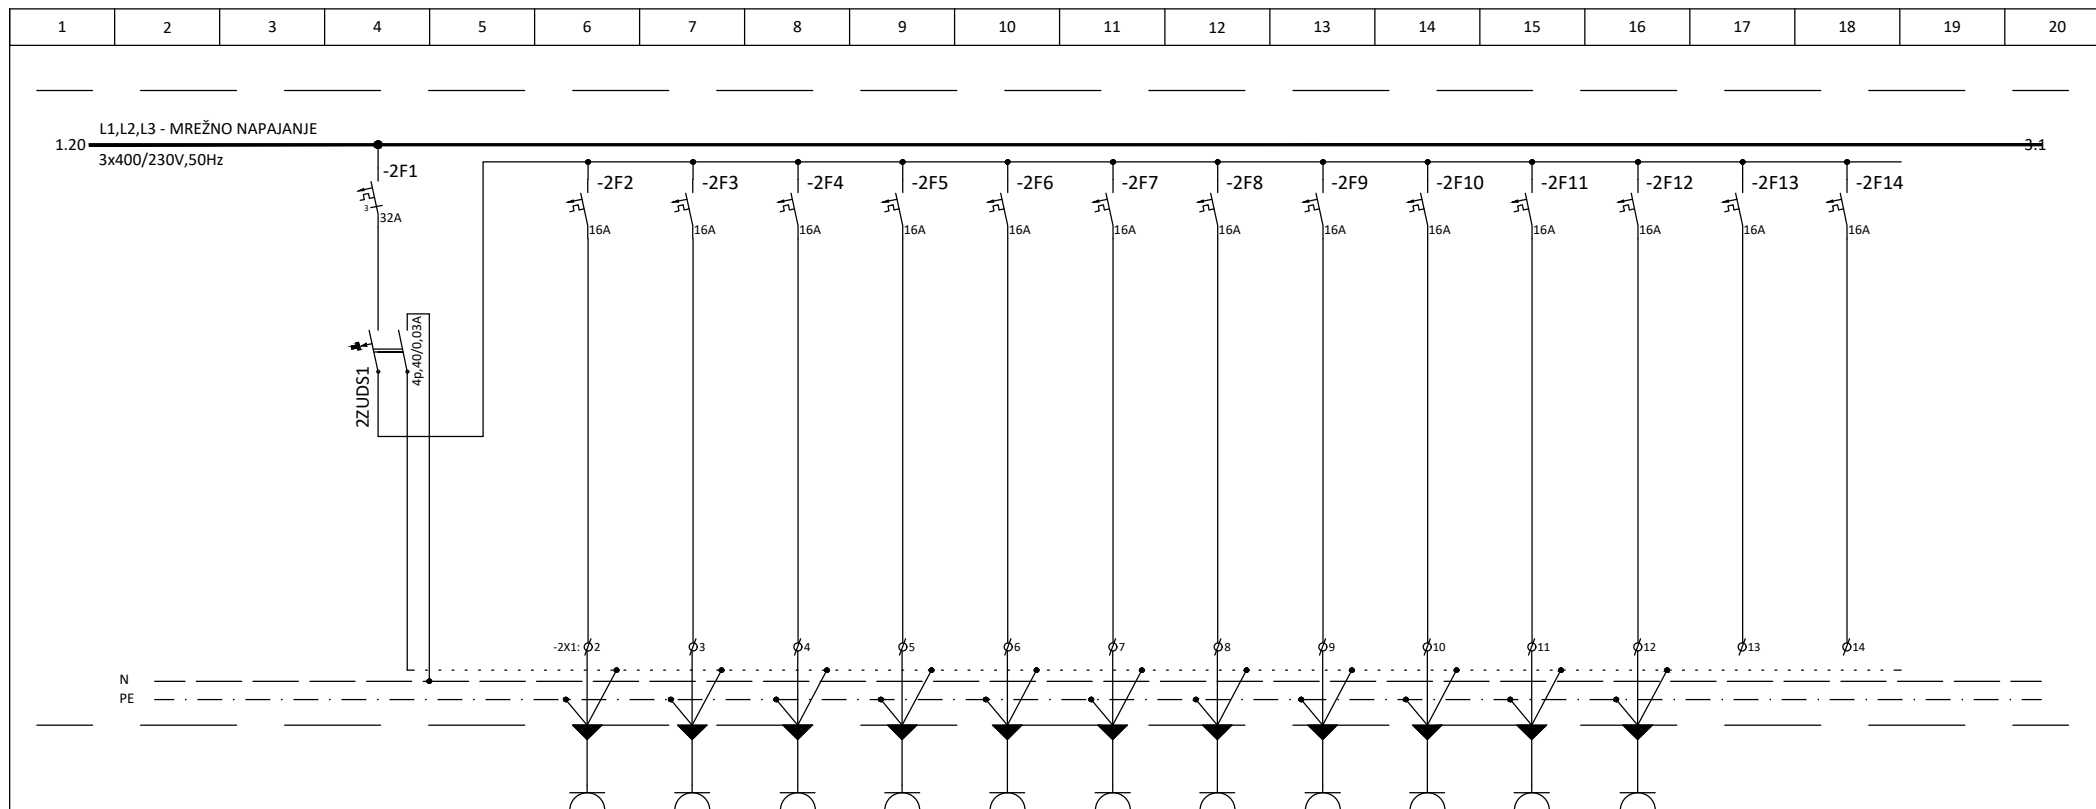 1 2 3 4 5 6 7 8 9 10 11 12 13 14 15 16 17 18 19 20
L1,L2,L3 - MREŽNO NAPAJANJE
1.20
3.1
3x400/230V,50Hz
-2F1
-2F2 -2F3 -2F4 -2F5 -2F6 -2F7 -2F8 -2F9 -2F10 -2F11 -2F12 -2F13 -2F14
3
32A
16A 16A 16A 16A 16A 16A 16A 16A 16A 16A 16A 16A 16A
2ZUDS1
4p,40/0,03A
-2X1: 2 3 4 5 6 7 8 9 10 11 12 13 14
N
PE